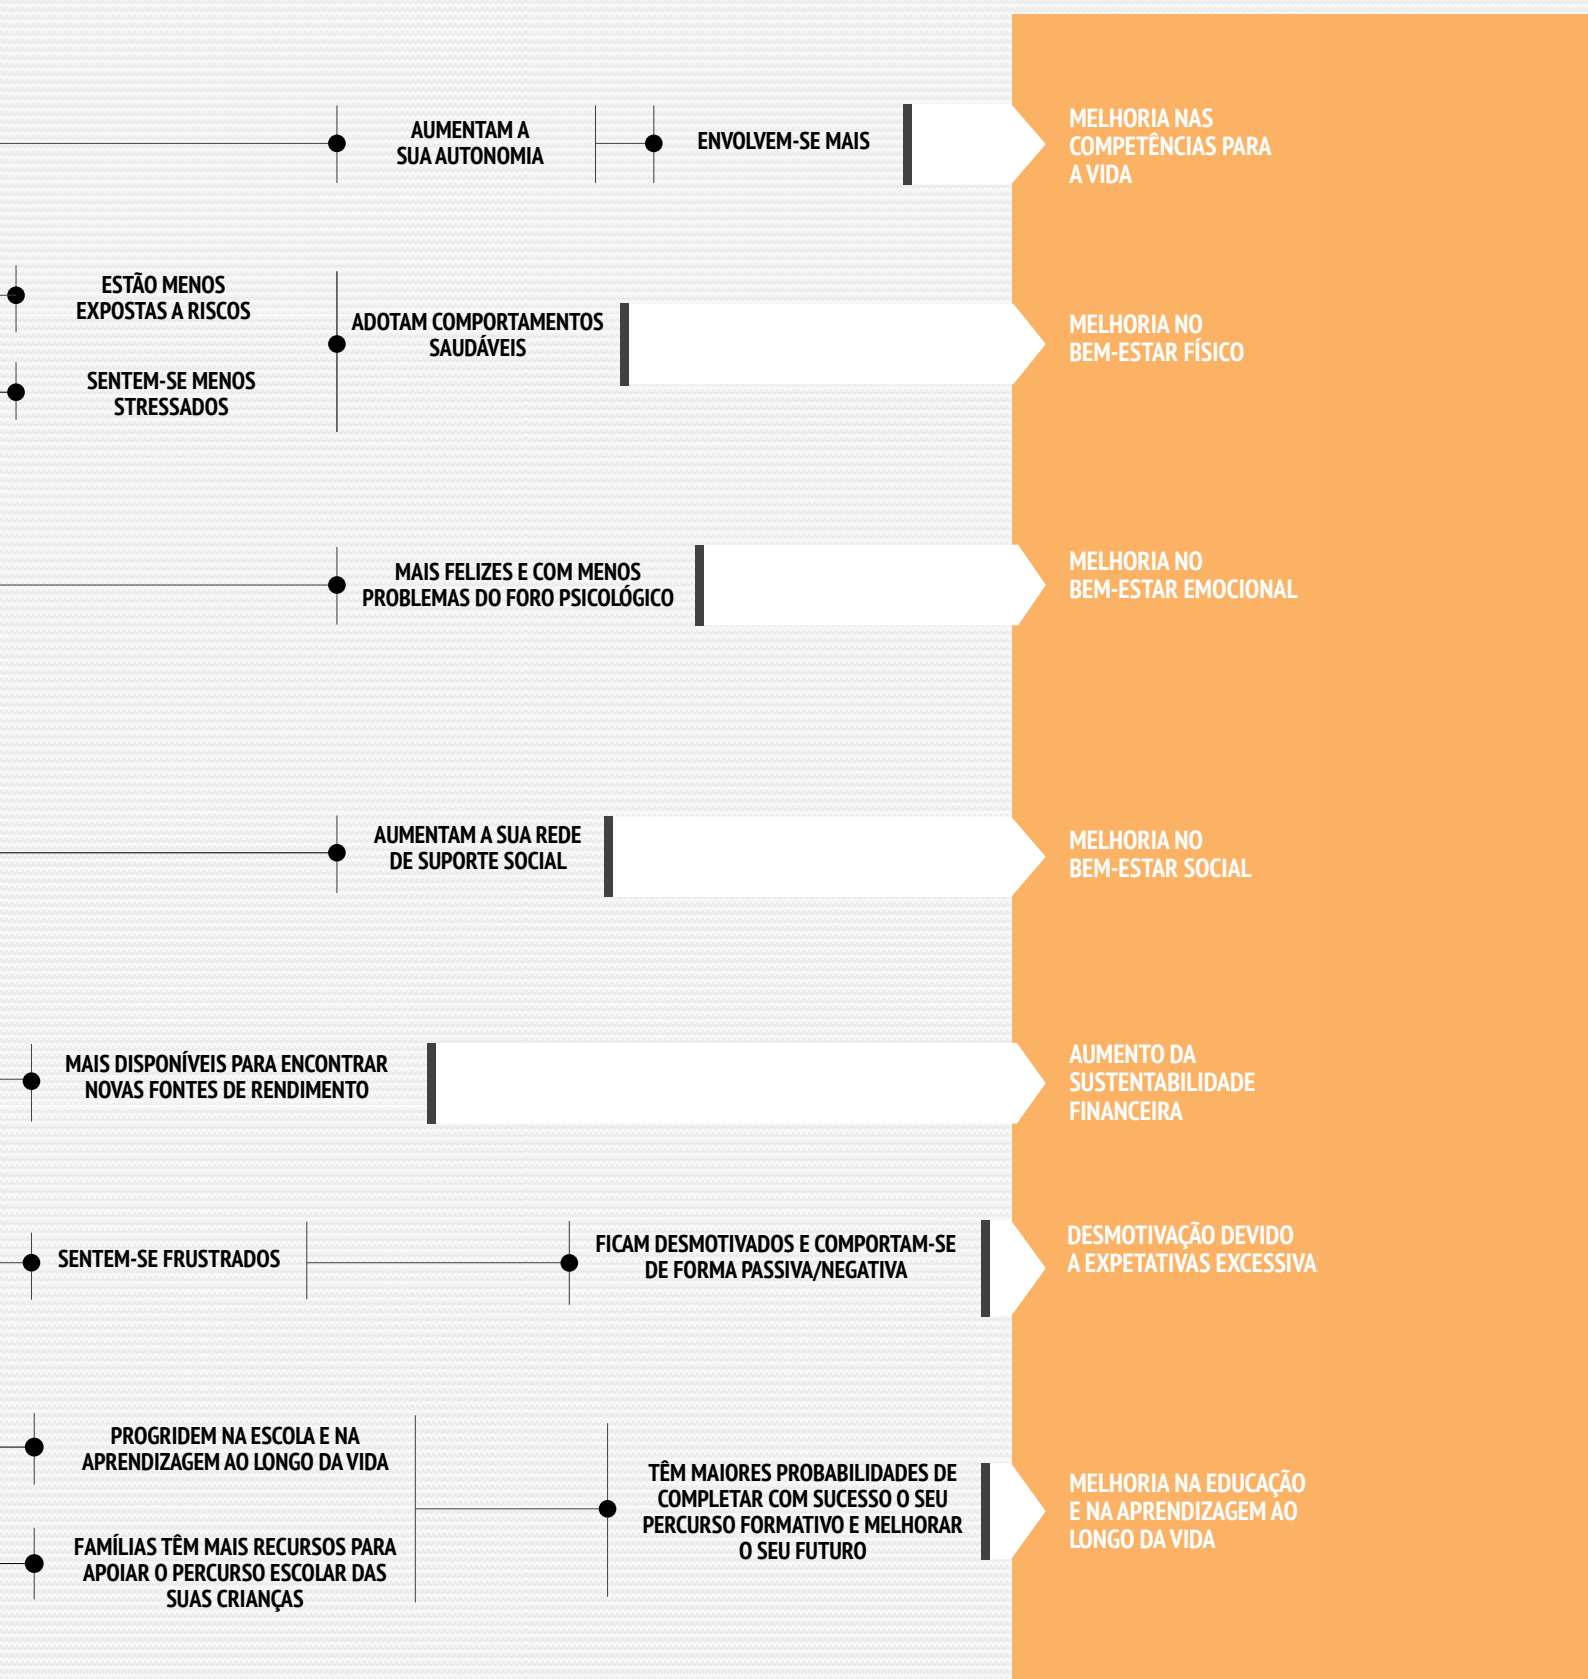 AUMENTAM A
SUA AUTONOMIA
ENVOLVEM-SE MAIS
MELHORIA NAS
COMPETÊNCIAS PARA
A VIDA
ESTÃO MENOS
EXPOSTAS A RISCOS
SENTEM-SE MENOS
STRESSADOS
ADOTAM COMPORTAMENTOS
SAUDÁVEIS
MELHORIA NO
BEM-ESTAR FÍSICO
MAIS FELIZES E COM MENOS
PROBLEMAS DO FORO PSICOLÓGICO
MELHORIA NO
BEM-ESTAR EMOCIONAL
AUMENTAM A SUA REDE
DE SUPORTE SOCIAL
MELHORIA NO
BEM-ESTAR SOCIAL
MAIS DISPONÍVEIS PARA ENCONTRAR
NOVAS FONTES DE RENDIMENTO
AUMENTO DA
SUSTENTABILIDADE
FINANCEIRA
SENTEM-SE FRUSTRADOS
FICAM DESMOTIVADOS E COMPORTAM-SE
DE FORMA PASSIVA/NEGATIVA
DESMOTIVAÇÃO DEVIDO
A EXPETATIVAS EXCESSIVA
PROGRIDEM NA ESCOLA E NA
APRENDIZAGEM AO LONGO DA VIDA
FAMÍLIAS TÊM MAIS RECURSOS PARA
APOIAR O PERCURSO ESCOLAR DAS
SUAS CRIANÇAS
TÊM MAIORES PROBABILIDADES DE
COMPLETAR COM SUCESSO O SEU
PERCURSO FORMATIVO E MELHORAR
O SEU FUTURO
MELHORIA NA EDUCAÇÃO
E NA APRENDIZAGEM AO
LONGO DA VIDA